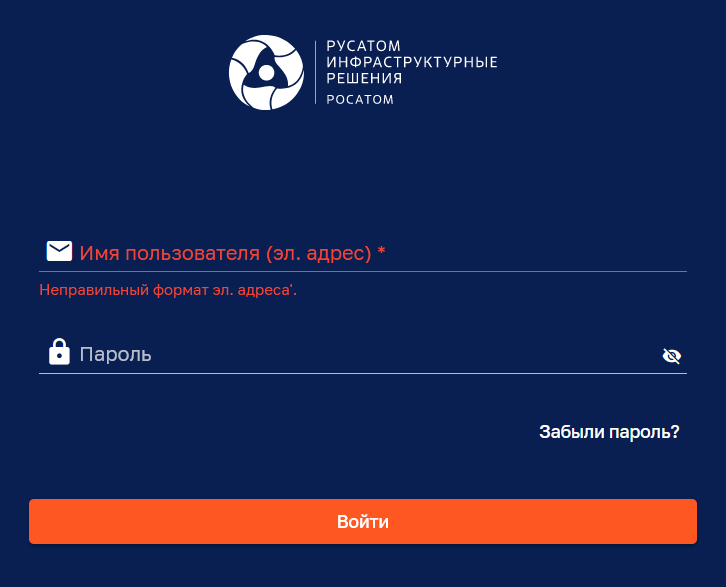 РУСАТОМ
ИНФРАСТРУКТУРНЫЕ
РЕШЕНИЯ
РОСАТОМ
Имя пользователя (эл. адрес) *
Неправильный формат эл. адреса'.
Пароль
Забыли пароль?
Войти